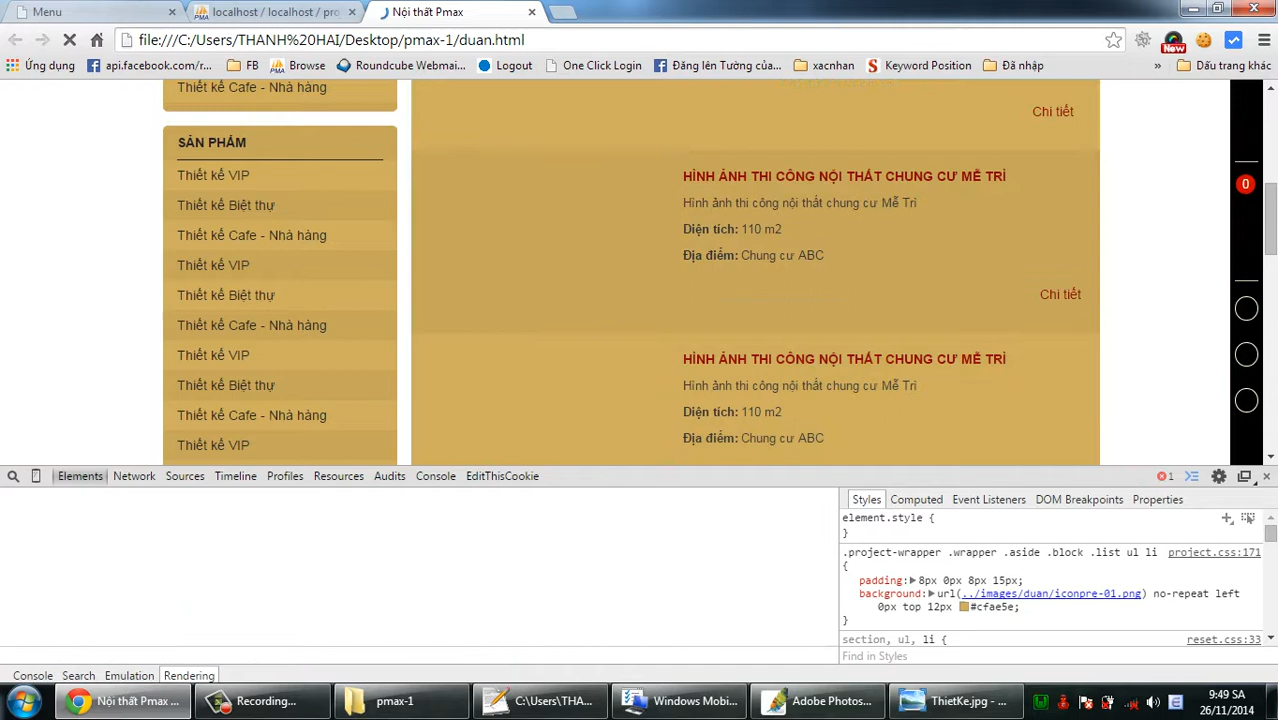 Menu
localhost / localhost / pro
Nội thất Pmax
file:///C:/Users/THANH%20HAI/Desktop/pmax-1/duan.html
New
Ứng dụng
api.facebook.com/r...
FB
Browse
Roundcube Webmai...
Logout
One Click Login
Đăng lên Tường của...
xacnhan
Keyword Position
Đã nhập
»
Dấu trang khác
Thiết kế Cafe - Nhà hàng
SẢN PHẨM
Thiết kế VIP
Thiết kế Biệt thự
Thiết kế Cafe - Nhà hàng
Thiết kế VIP
Thiết kế Biệt thự
Thiết kế Cafe - Nhà hàng
Thiết kế VIP
Thiết kế Biệt thự
Thiết kế Cafe - Nhà hàng
Thiết kế VIP
Chi tiết
HÌNH ẢNH THI CÔNG NỘI THẤT CHUNG CƯ MỄ TRÌ
Hình ảnh thi công nội thất chung cư Mễ Trì
Diện tích: 110 m2
Địa điểm: Chung cư ABC
Chi tiết
HÌNH ẢNH THI CÔNG NỘI THẤT CHUNG CƯ MỄ TRÌ
Hình ảnh thi công nội thất chung cư Mễ Trì
Diện tích: 110 m2
Địa điểm: Chung cư ABC
0
Elements Network Sources Timeline Profiles Resources Audits Console EditThisCookie
1
Styles Computed Event Listeners DOM Breakpoints Properties
element.style {
}
.project-wrapper .wrapper .aside .block .list ul li project.css:171
{
padding: 8px 0px 8px 15px;
background: url(../images/duan/iconpre-01.png) no-repeat left
0px top 12px #cfae5e;
}
section, ul, li { reset.css:33
Find in Styles
Console Search Emulation Rendering
Nội thất Pmax ...
Recording...
pmax-1
C:\Users\THA...
Windows Mobi...
Adobe Photos...
ThietKe.jpg - ...
9:49 SA
26/11/2014